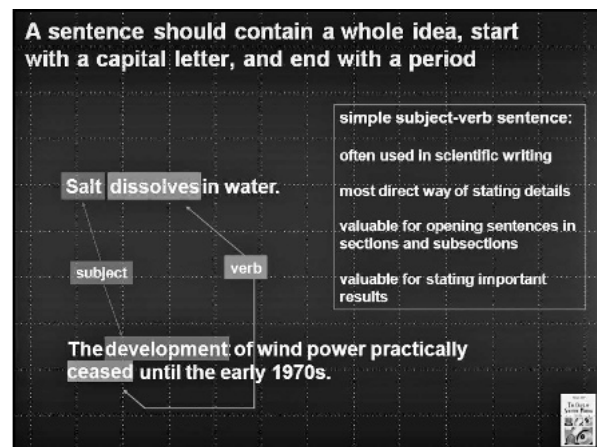 A sentence should contain a whole idea, start
with a capital letter, and end with a period
simple subject-verb sentence:
often used in scientific writing
most direct way of stating details
valuable for opening sentences in
sections and subsections
valuable for stating important
results
Salt dissolves in water.
subject
verb
The development of wind power practically
ceased until the early 1970s.